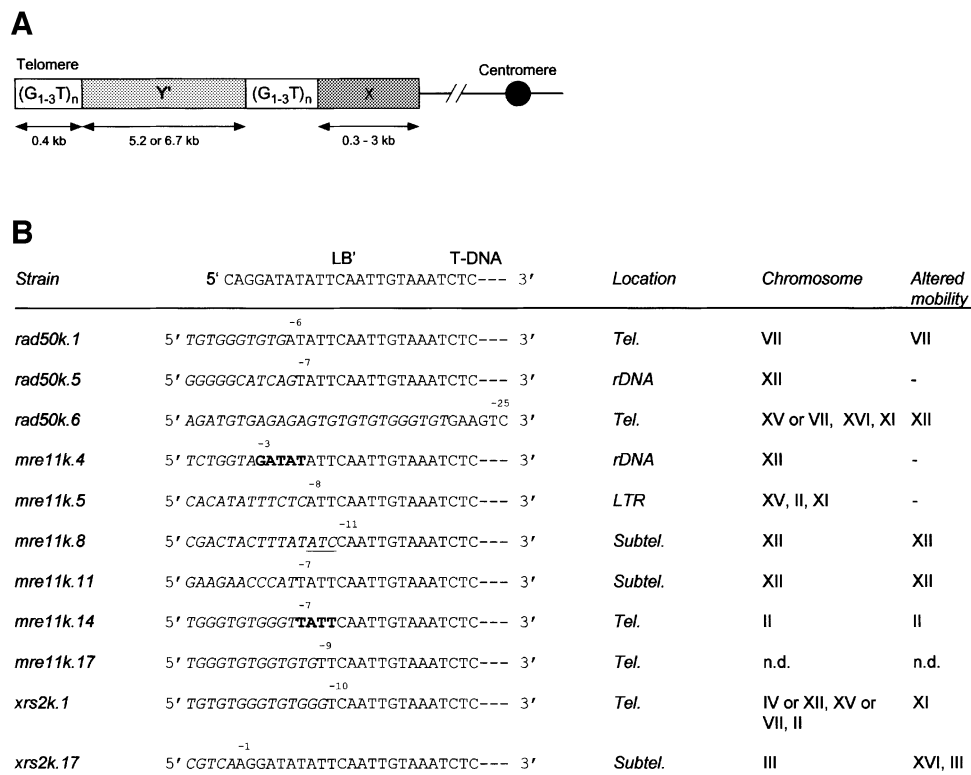 A
Telomere
Centromere
(G1-3T)n Y' (G1-3T)n X
0.4 kb 5.2 or 6.7 kb 0.3 - 3 kb
B
LB' T-DNA
Strain 5' CAGGATATATTCAATTGTAAATCTC--- 3' Location Chromosome Altered
mobility
-6
rad50k.1 5' TGTGGGTGTGATATTCAATTGTAAATCTC--- 3' Tel. VII VII
-7
rad50k.5 5' GGGGGCATCAGTATTCAATTGTAAATCTC--- 3' rDNA XII -
-25
rad50k.6 5' AGATGTGAGAGAGTGTGTGTGGGTGTGAAGTC 3' Tel. XV or VII, XVI, XI XII
-3
mre11k.4 5' TCTGGTAGATATATTCAATTGTAAATCTC--- 3' rDNA XII -
-8
mre11k.5 5' CACATATTTCTCATTCAATTGTAAATCTC--- 3' LTR XV, II, XI -
-11
mre11k.8 5' CGACTACTTTATATCCAATTGTAAATCTC--- 3' Subtel. XII XII
-7
mre11k.11 5' GAAGAACCCATTATTCAATTGTAAATCTC--- 3' Subtel. XII XII
-7
mre11k.14 5' TGGGTGTGGGTTATTCAATTGTAAATCTC--- 3' Tel. II II
-9
mre11k.17 5' TGGGTGTGGTGTGTTCAATTGTAAATCTC--- 3' Tel. n.d. n.d.
-10
xrs2k.1 5' TGTGTGGGTGTGGGTCAATTGTAAATCTC--- 3' Tel. IV or XII, XV or XI
VII, II
-1
xrs2k.17 5' CGTCAAGGATATATTCAATTGTAAATCTC--- 3' Subtel. III XVI, III